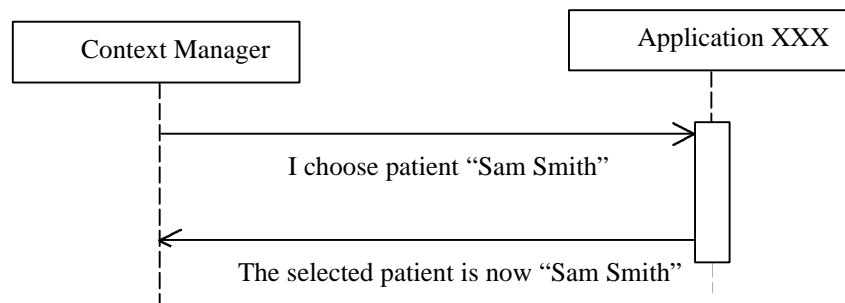 Context Manager
Application XXX
I choose patient “Sam Smith”
The selected patient is now “Sam Smith”